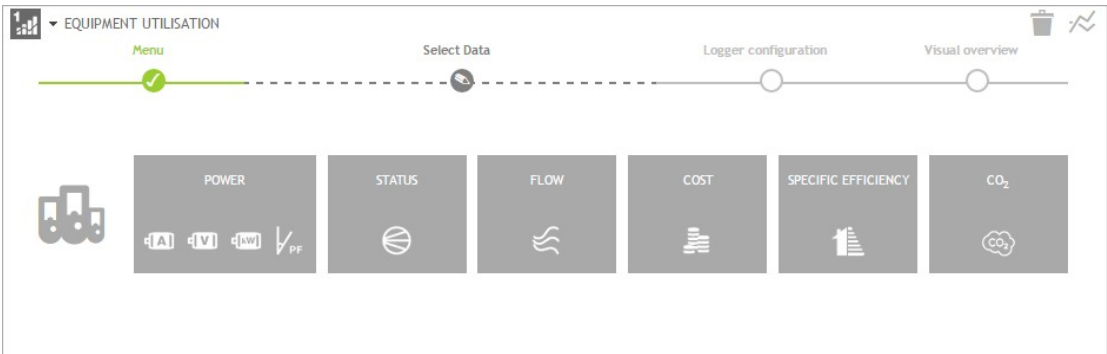 1
EQUIPMENT UTILISATION
Menu
Select Data
Logger configuration
Visual overview
POWER
STATUS
FLOW
COST
SPECIFIC EFFICIENCY
CO₂
A V kW PF
CO₂